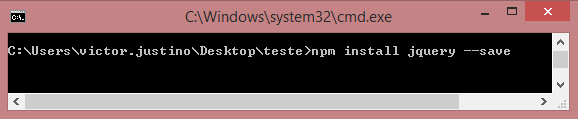 C:\Windows\system32\cmd.exe
C:\Users\victor.justino\Desktop\teste>npm install jquery --save